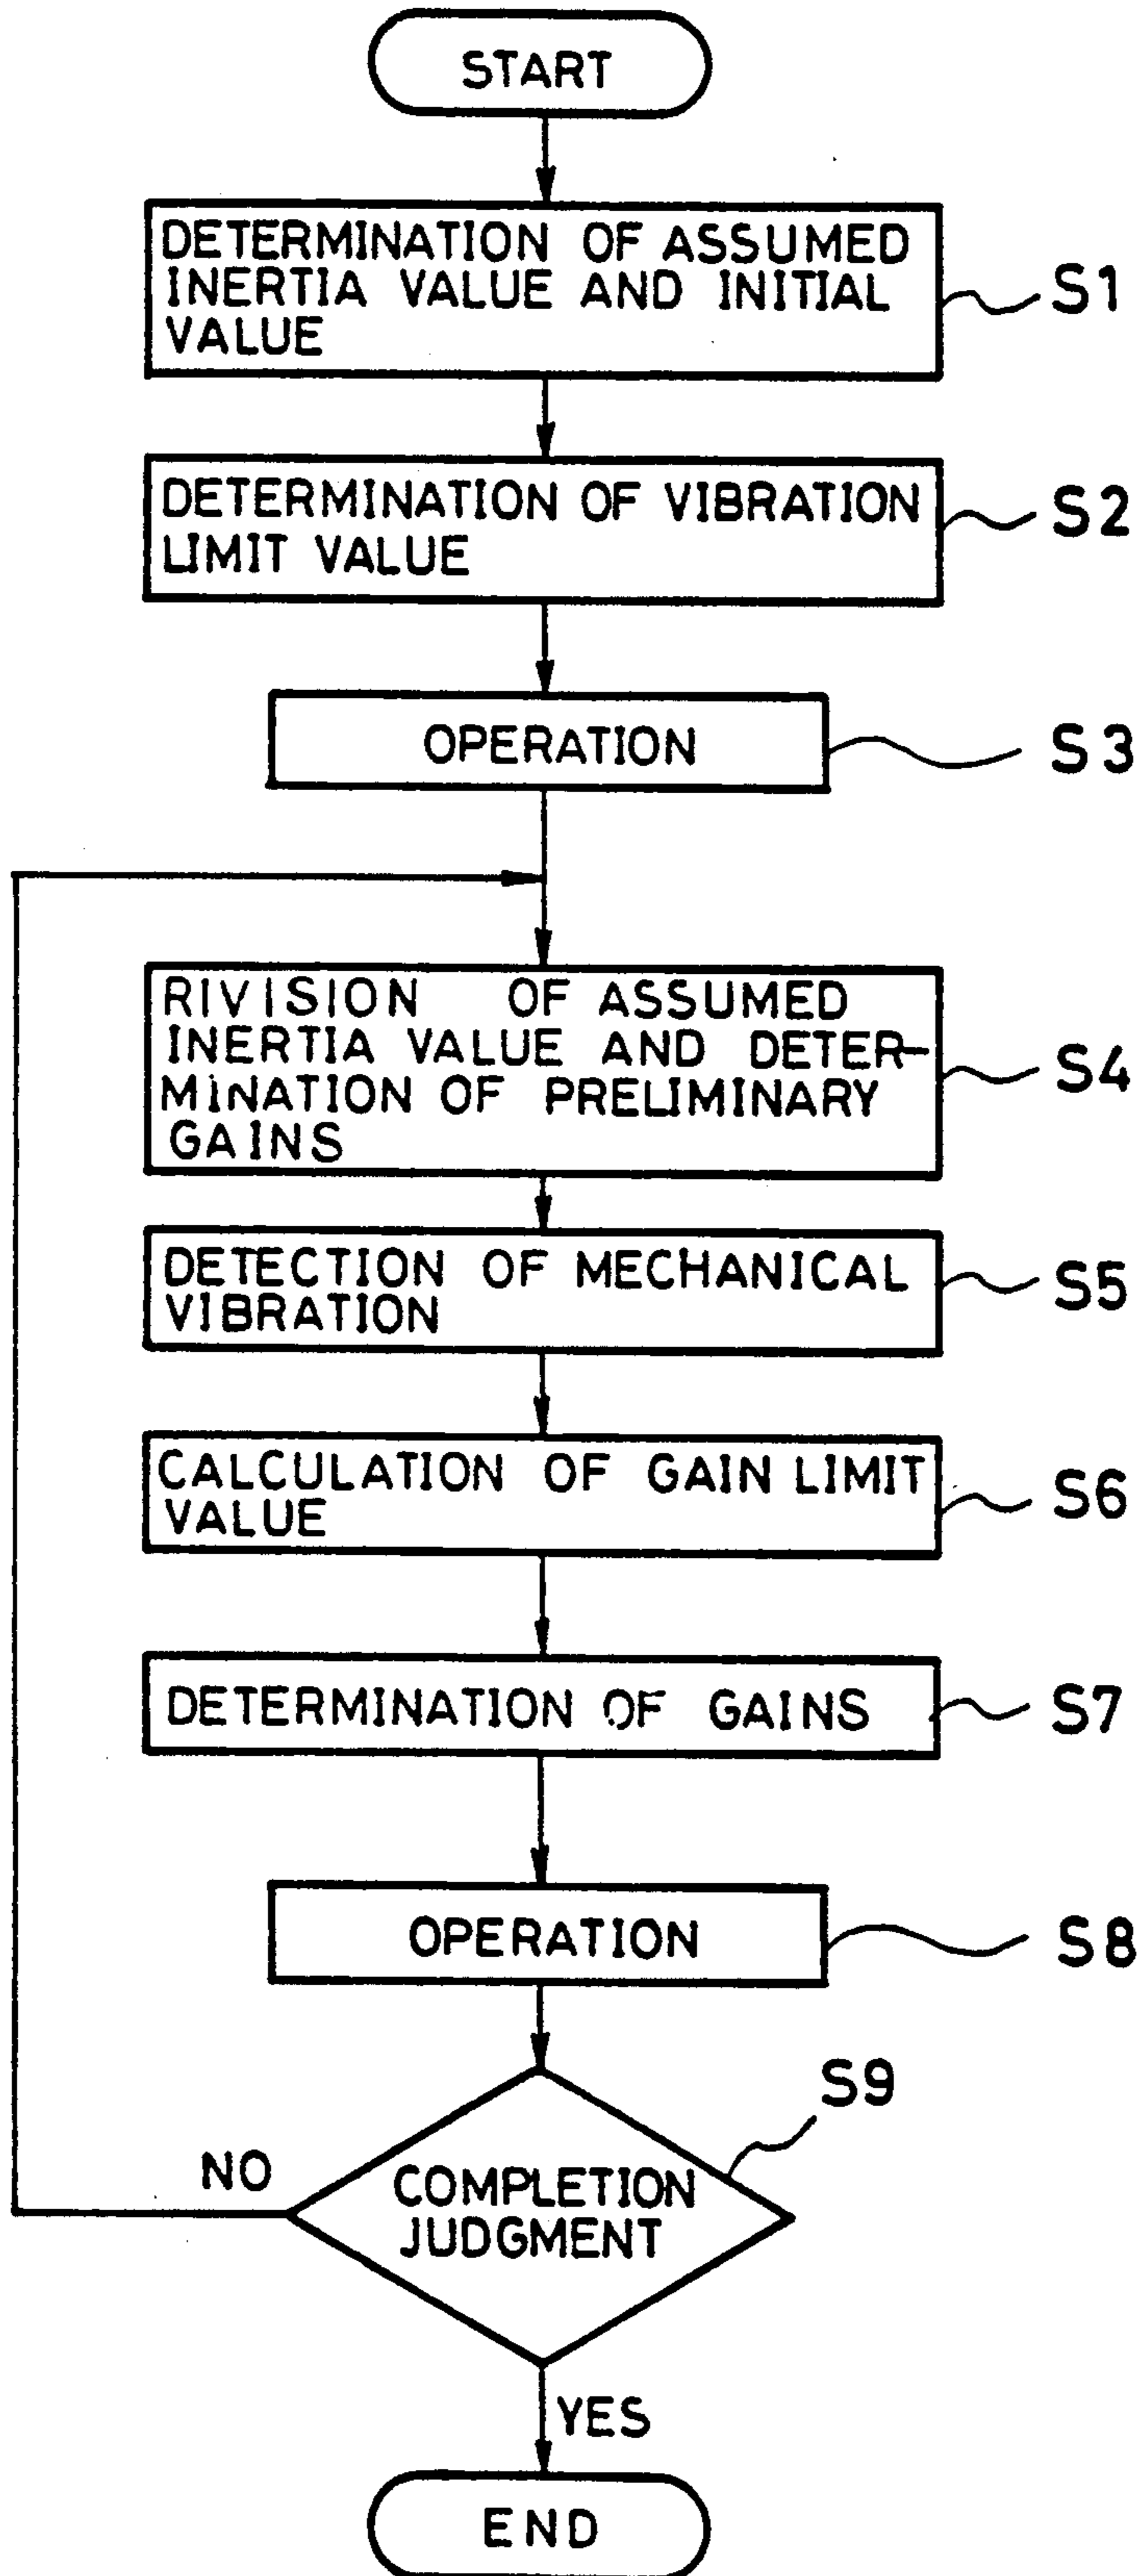 START
DETERMINATION OF ASSUMED
INERTIA VALUE AND INITIAL
VALUE
S1
DETERMINATION OF VIBRATION
LIMIT VALUE
S2
OPERATION
S3
RIVISION OF ASSUMED
INERTIA VALUE AND DETER-
MINATION OF PRELIMINARY
GAINS
S4
DETECTION OF MECHANICAL
VIBRATION
S5
CALCULATION OF GAIN LIMIT
VALUE
S6
DETERMINATION OF GAINS
S7
OPERATION
S8
S9
NO
COMPLETION
JUDGMENT
YES
END